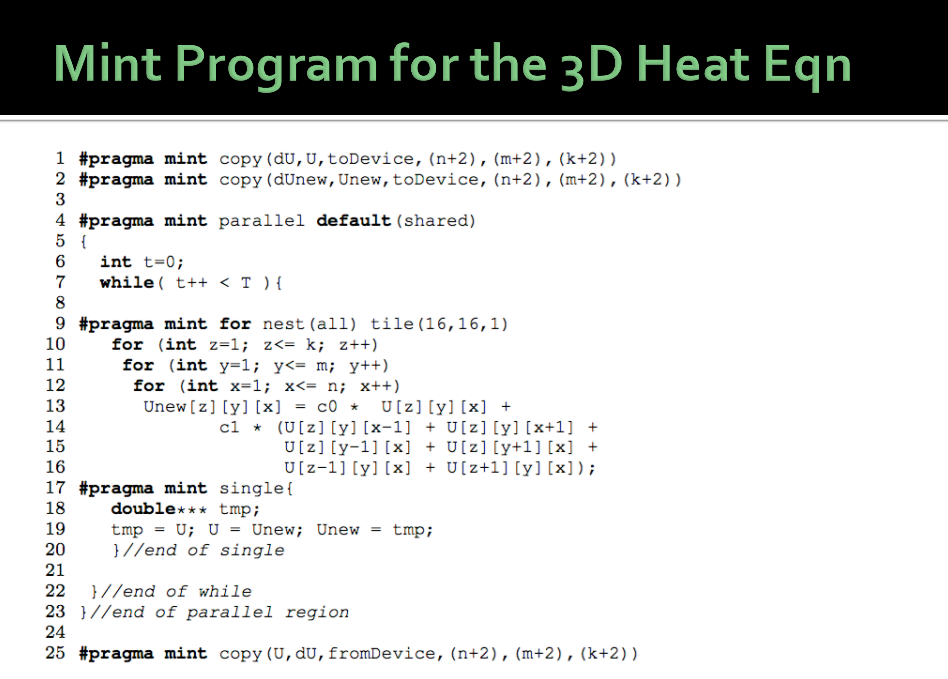 Mint Program for the 3D Heat Eqn
1 #pragma mint copy(dU,U,toDevice,(n+2),(m+2),(k+2))
2 #pragma mint copy(dUnew,Unew,toDevice,(n+2),(m+2),(k+2))
3
4 #pragma mint parallel default(shared)
5 {
6 int t=0;
7 while( t++ < T ){
8
9 #pragma mint for nest(all) tile(16,16,1)
10 for (int z=1; z<= k; z++)
11 for (int y=1; y<= m; y++)
12 for (int x=1; x<= n; x++)
13 Unew[z][y][x] = c0 * U[z][y][x] +
14 c1 * (U[z][y][x-1] + U[z][y][x+1] +
15 U[z][y-1][x] + U[z][y+1][x] +
16 U[z-1][y][x] + U[z+1][y][x]);
17 #pragma mint single{
18 double*** tmp;
19 tmp = U; U = Unew; Unew = tmp;
20 }//end of single
21
22 }//end of while
23 }//end of parallel region
24
25 #pragma mint copy(U,dU,fromDevice,(n+2),(m+2),(k+2))